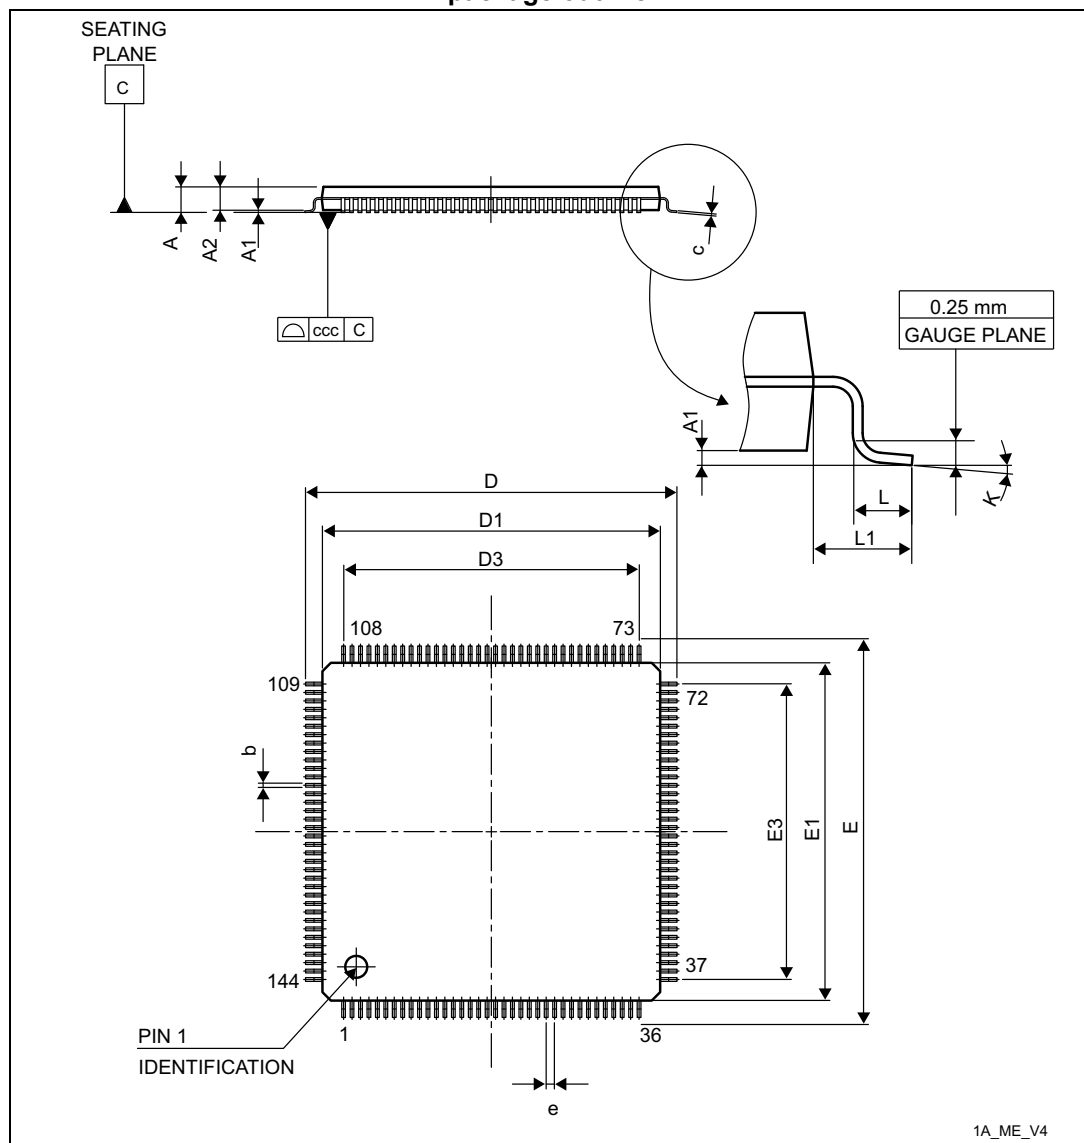 SEATING
PLANE
C
A
A2
A1
c
ccc C
0.25 mm
GAUGE PLANE
A1
K
L
L1
D
D1
D3
108
73
109
72
b
E3
E1
E
144
37
PIN 1
IDENTIFICATION
1
36
e
1A_ME_V4